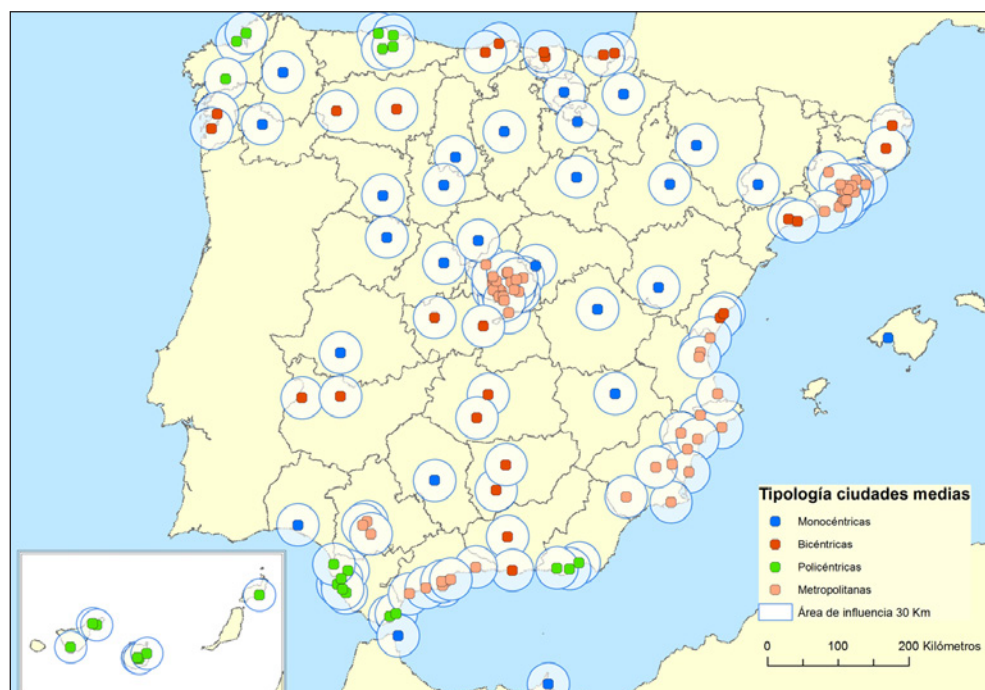 Tipología ciudades medias
Monocéntricas
Bicéntricas
Policéntricas
Metropolitanas
Área de influencia 30 Km
0 100 200 Kilómetros